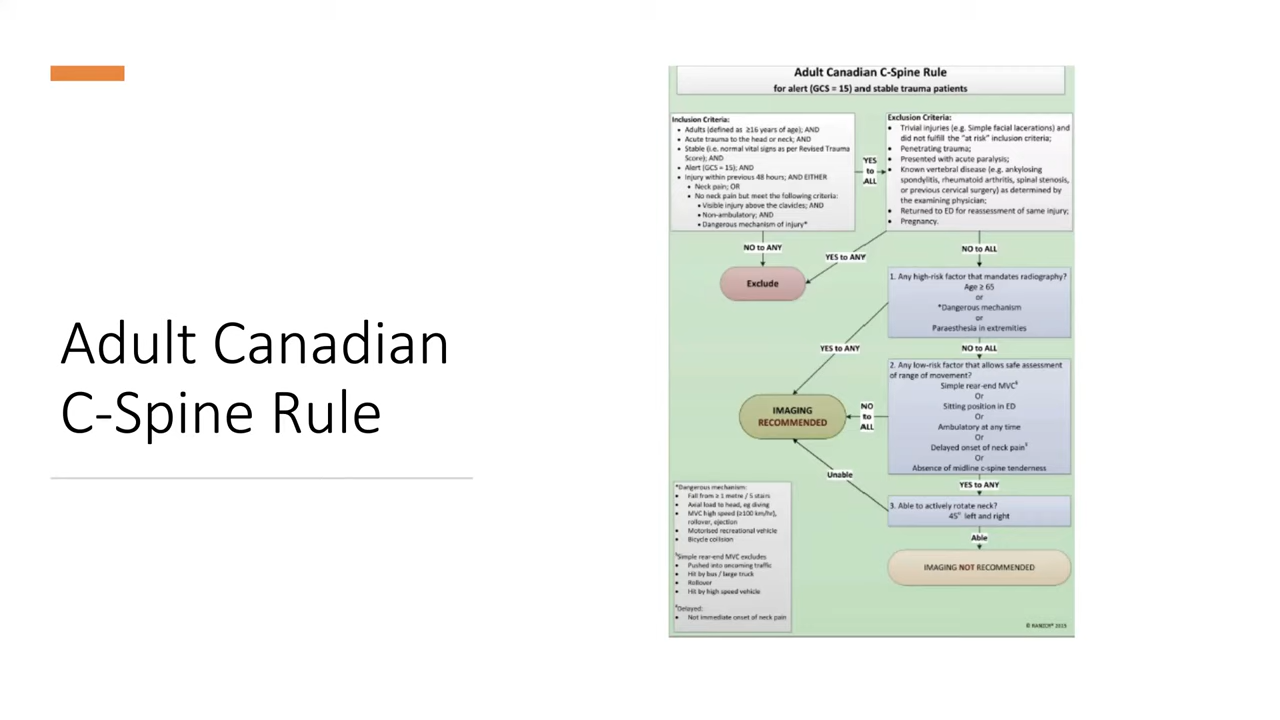 Adult Canadian
C-Spine Rule
Adult Canadian C-Spine Rule
for alert (GCS = 15) and stable trauma patients
Inclusion Criteria:
• Adults (defined as ≥16 years of age); AND
• Acute trauma to the head or neck; AND
• Stable (i.e. normal vital signs as per Revised Trauma
Score); AND
• Alert (GCS = 15); AND
• Injury within previous 48 hours; AND EITHER
• Neck pain; OR
• No neck pain but meet the following criteria:
• Visible injury above the clavicles; AND
• Non-ambulatory; AND
• Dangerous mechanism of injury*
YES
to
ALL
Exclusion Criteria:
• Trivial injuries (e.g. Simple facial lacerations) and
did not fulfill the "at risk" inclusion criteria;
• Penetrating trauma;
• Presented with acute paralysis;
• Known vertebral disease (e.g. ankylosing
spondylitis, rheumatoid arthritis, spinal stenosis,
or previous cervical surgery) as determined by
the examining physician;
• Returned to ED for reassessment of same injury;
• Pregnancy.
NO to ANY
YES to ANY
NO to ALL
Exclude
1. Any high-risk factor that mandates radiography?
Age ≥ 65
or
*Dangerous mechanism
or
Paraesthesia in extremities
YES to ANY
NO to ALL
2. Any low-risk factor that allows safe assessment
of range of movement?
Simple rear-end MVC
Or
Sitting position in ED
Or
Ambulatory at any time
Or
Delayed onset of neck pain
Or
Absence of midline c-spine tenderness
IMAGING
RECOMMENDED
NO
to
ALL
Unable
YES to ANY
3. Able to actively rotate neck?
45° left and right
Able
IMAGING NOT RECOMMENDED
*Dangerous mechanism:
• Fall from ≥ 1 metre / 5 stairs
• Axial load to head, eg diving
• MVC high speed (≥100 km/hr),
rollover, ejection
• Motorised recreational vehicle
• Bicycle collision
Simple rear-end MVC excludes
• Pushed into oncoming traffic
• Hit by bus / large truck
• Rollover
• Hit by high speed vehicle
Delayed:
• Not immediate onset of neck pain
2015